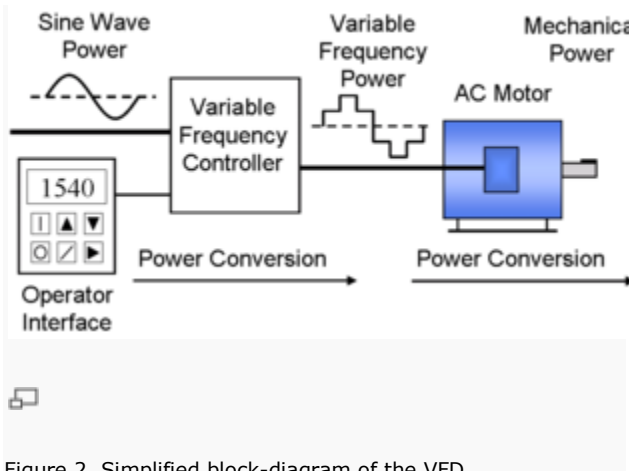 Sine Wave
Power
Variable
Frequency
Power
Mechanica
Power
AC Motor
Variable
Frequency
Controller
1540
Power Conversion
Power Conversion
Operator
Interface
Figure 2. Simplified block-diagram of the VFD